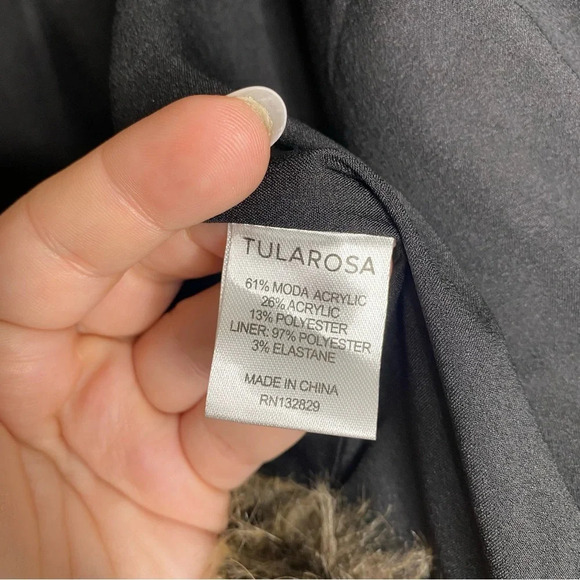 TULAROSA
61% MODA ACRYLIC
26% ACRYLIC
13% POLYESTER
LINER: 97% POLYESTER
3% ELASTANE
MADE IN CHINA
RN132829